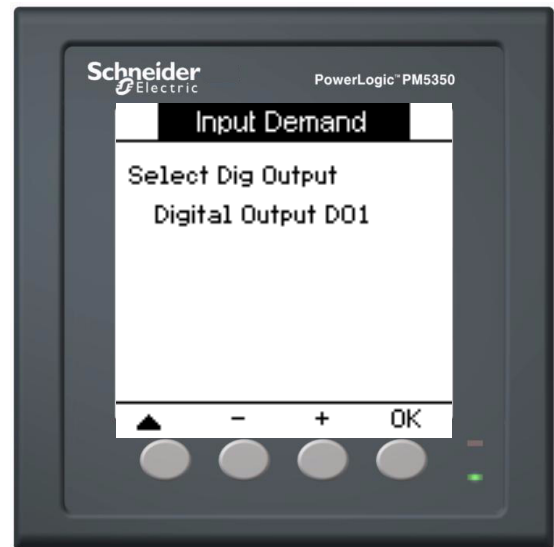 Schneider
Electric
PowerLogic™ PM5350
Input Demand
Select Dig Output
Digital Output DO1
▲ - + OK